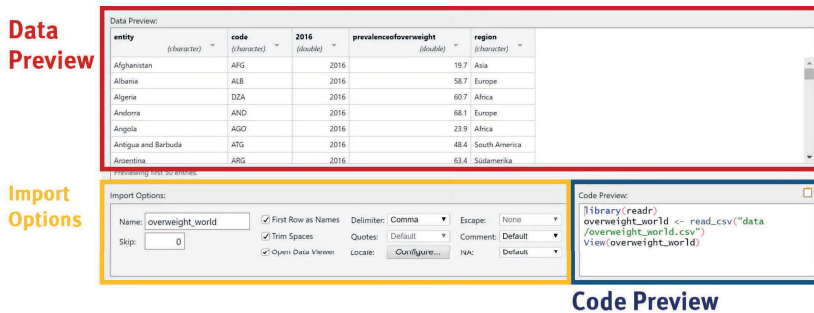 Data
Preview
Data Preview:
entity (character) code (character) 2016 (double) prevalenceofoverweight (double) region (character)
Afghanistan AFG 2016 19.7 Asia
Albania ALB 2016 58.7 Europe
Algeria DZA 2016 60.7 Africa
Andorra AND 2016 68.1 Europe
Angola AGO 2016 23.9 Africa
Antigua and Barbuda ATG 2016 48.4 South America
Argentina ARG 2016 63.4 Südamerika
Previewing first 50 entries.
Import
Options
Import Options:
Name: overweight_world
Skip: 0
First Row as Names
Trim Spaces
Open Data Viewer
Delimiter: Comma
Quotes: Default
Locale: Configure...
Escape: None
Comment: Default
NA: Default
Code Preview:
library(readr)
overweight_world <- read_csv("data
/overweight_world.csv")
View(overweight_world)
Code Preview